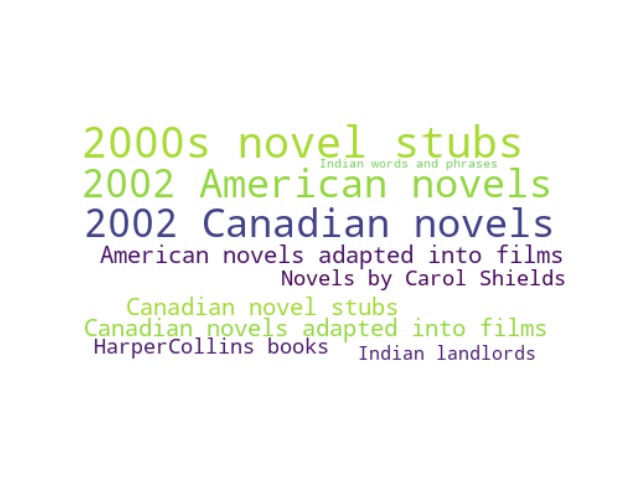 2000s novel stubs
Indian words and phrases
2002 American novels
2002 Canadian novels
American novels adapted into films
Novels by Carol Shields
Canadian novel stubs
Canadian novels adapted into films
HarperCollins books
Indian landlords